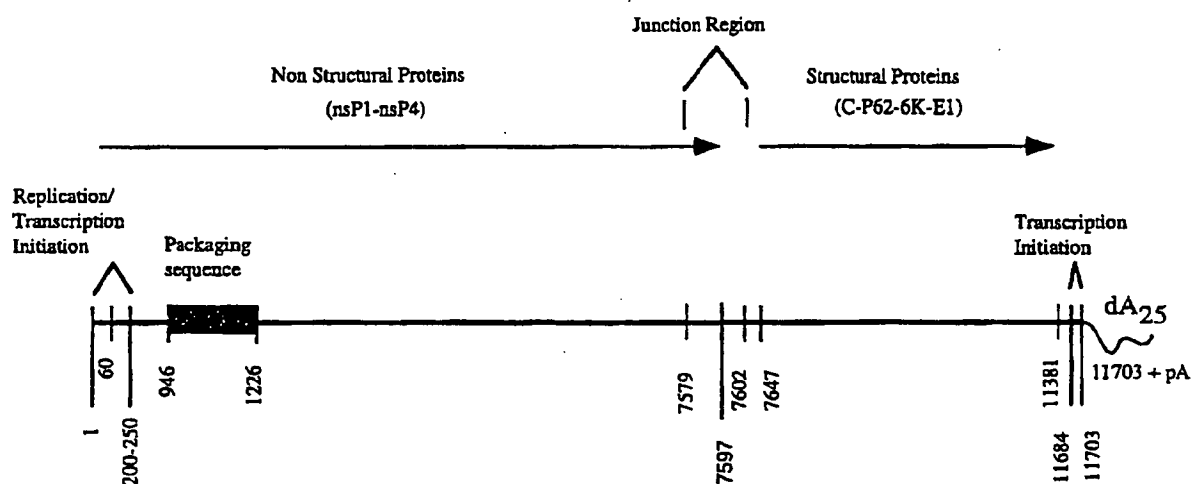 Junction Region
Non Structural Proteins
(nsP1-nsP4)
Structural Proteins
(C-P62-6K-E1)
Replication/
Transcription
Initiation
Packaging
sequence
Transcription
Initiation
dA25
11703 + pA
1
60
200-250
946
1226
7579
7597
7602
7647
11381
11684
11703